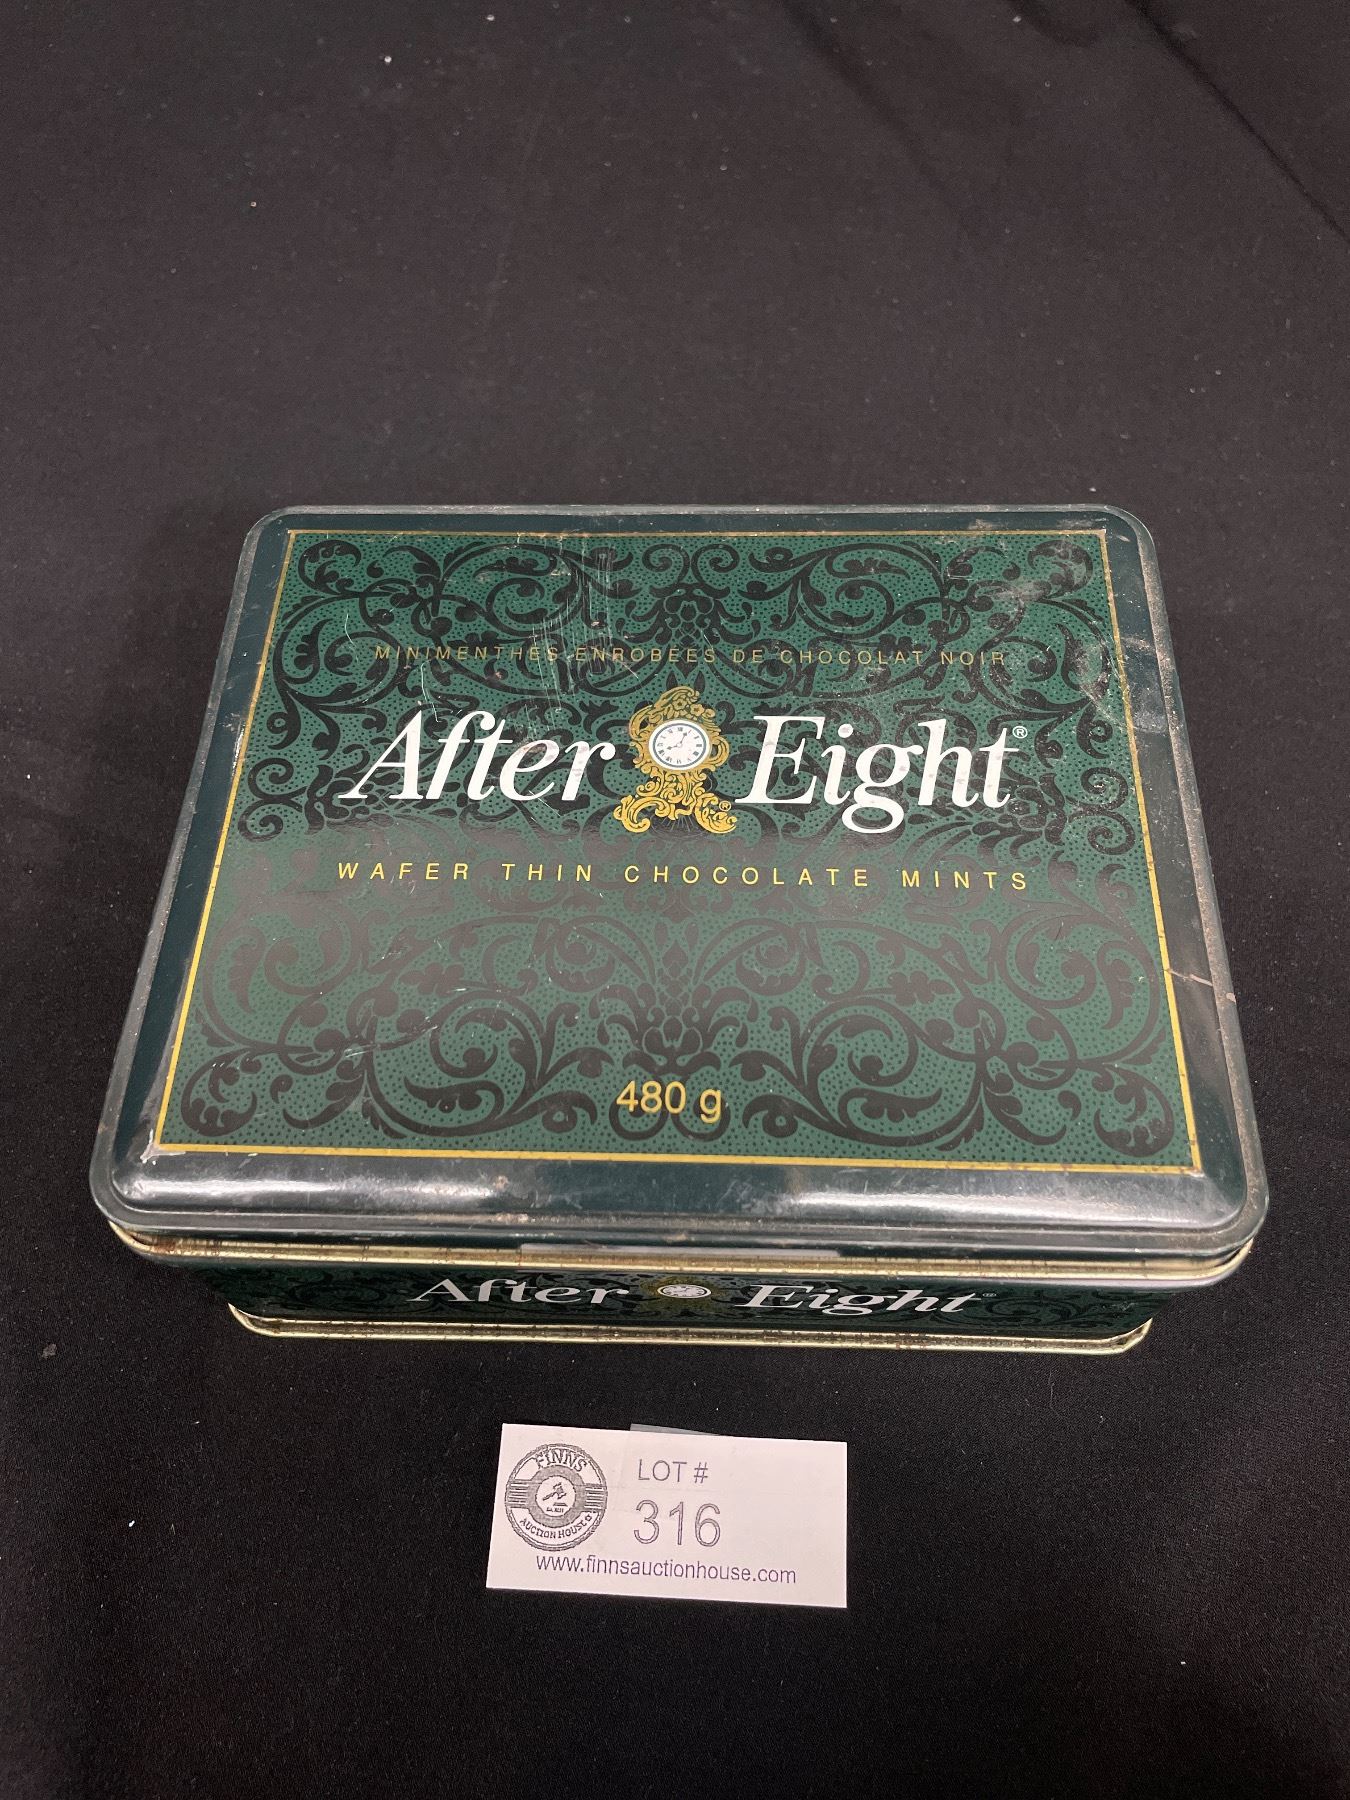 MINIMENTHES ENROBÉES DE CHOCOLAT NOIR
After Eight®
WAFER THIN CHOCOLATE MINTS
480 g
After Eight®
FINNS
AUCTION HOUSE
LOT #
316
www.finnsauctionhouse.com